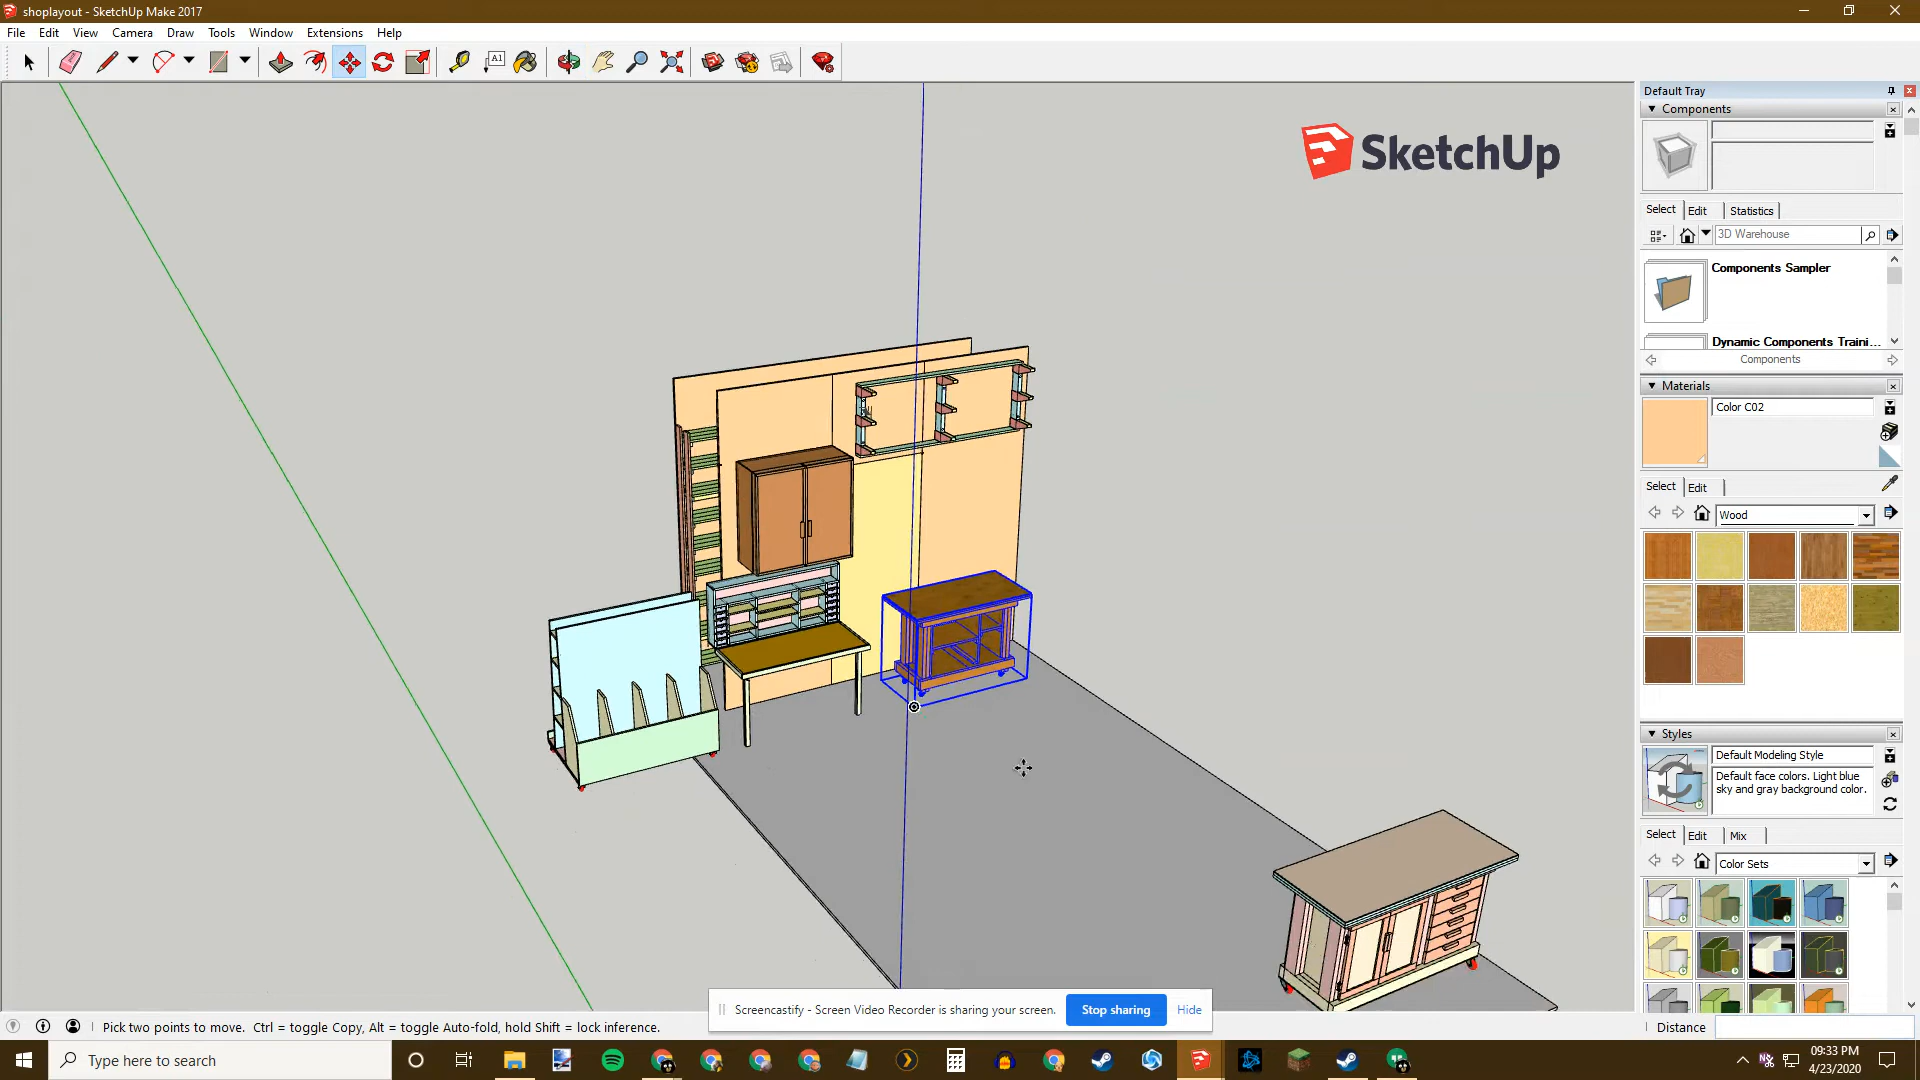 shoplayout - SketchUp Make 2017
File Edit View Camera Draw Tools Window Extensions Help
A1
Default Tray
Components
SketchUp
Select Edit Statistics
3D Warehouse
Components Sampler
Dynamic Components Traini...
Components
Materials
Color C02
Select Edit
Wood
Styles
Default Modeling Style
Default face colors. Light blue
sky and gray background color.
Select Edit Mix
Color Sets
Screencastify - Screen Video Recorder is sharing your screen. Stop sharing Hide
Pick two points to move. Ctrl = toggle Copy, Alt = toggle Auto-fold, hold Shift = lock inference.
Distance
Type here to search
09:33 PM
4/23/2020